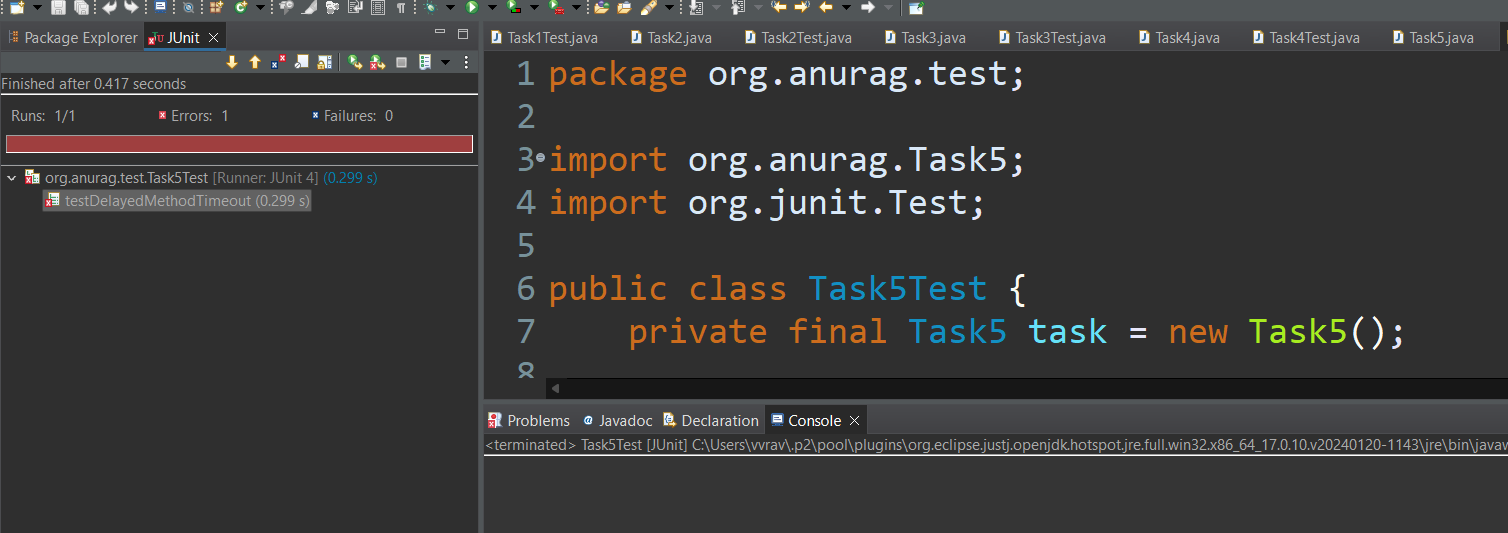 Package Explorer JUnit
Finished after 0.417 seconds
Runs: 1/1 Errors: 1 Failures: 0
org.anurag.test.Task5Test [Runner: JUnit 4] (0.299 s)
testDelayedMethodTimeout (0.299 s)
Task1Test.java Task2.java Task2Test.java Task3.java Task3Test.java Task4.java Task4Test.java Task5.java
1 package org.anurag.test;
2
3 import org.anurag.Task5;
4 import org.junit.Test;
5
6 public class Task5Test {
7 private final Task5 task = new Task5();
8
Problems Javadoc Declaration Console
<terminated> Task5Test [JUnit] C:\Users\vvrav\.p2\pool\plugins\org.eclipse.justj.openjdk.hotspot.jre.full.win32.x86_64_17.0.10.v20240120-1143\jre\bin\javaw